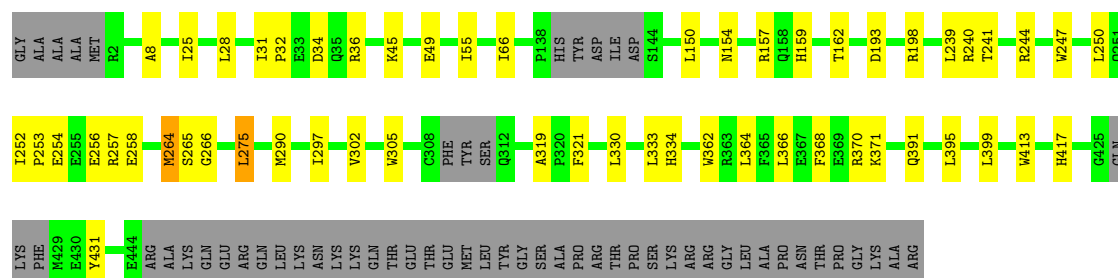 GLY ALA ALA ALA MET R2 A8 I25 L28 I31 P32 E33 D34 Q35 R36 K45 E49 I55 I66 P138 HIS TYR ASP ILE ASP S144 L150 N154 R157 Q158 H159 T162 D193 R198 L239 R240 T241 R244 W247 L250 Q251
I252 P253 E254 E255 E256 R257 E258 M264 S265 G266 L275 M290 I297 V302 W305 C308 PHE TYR SER Q312 A319 P320 F321 L330 L333 H334 W362 R363 L364 F365 L366 E367 F368 E369 R370 K371 Q391 L395 L399 W413 H417 G425 GLN
LYS PHE M429 E430 Y431 E444 ARG ALA LYS GLN GLU ARG GLN LEU LYS ASN LYS LYS GLN THR GLU THR GLU MET LEU TYR GLY SER ALA PRO ARG THR PRO SER LYS ARG GLY LEU ALA PRO ASN THR PRO GLY LYS ALA ARG